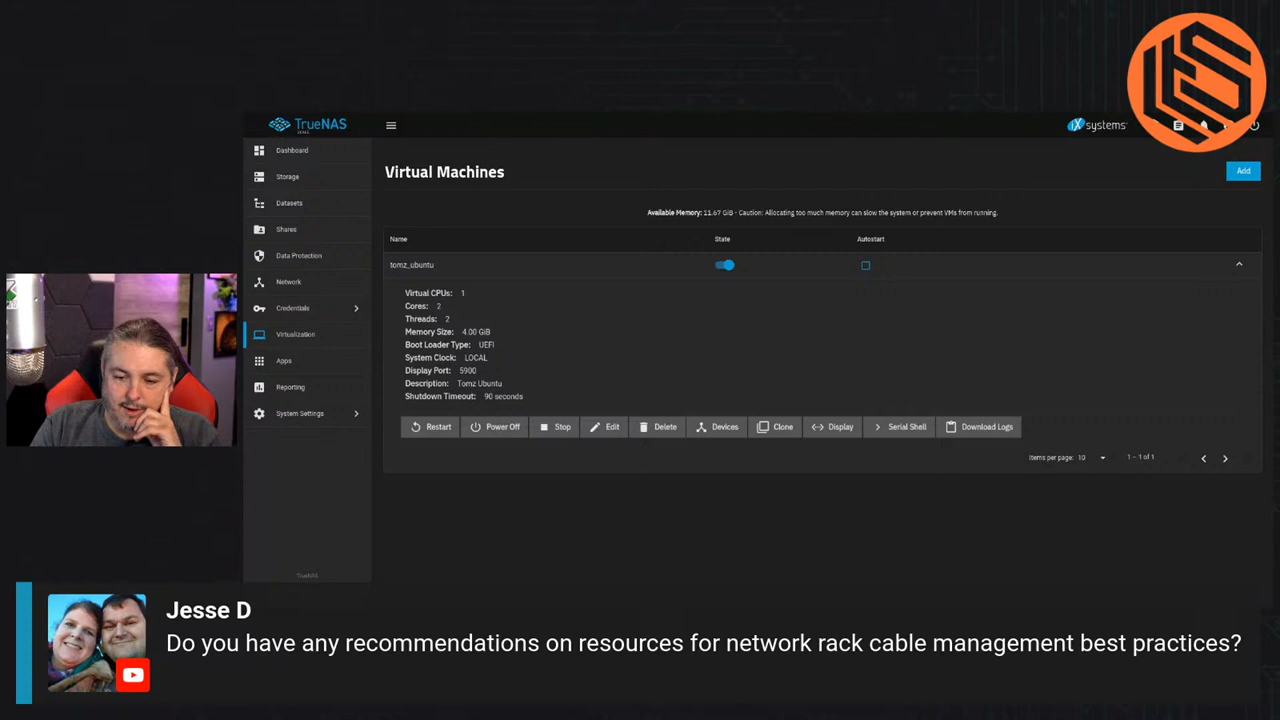 TrueNAS
iXsystems
Dashboard
Storage
Datasets
Shares
Data Protection
Network
Credentials
Virtualization
Apps
Reporting
System Settings
TrueNAS
Virtual Machines
Add
Available Memory: 11.67 GiB - Caution: Allocating too much memory can slow the system or prevent VMs from running.
Name State Autostart
tomz_ubuntu
Virtual CPUs: 1
Cores: 2
Threads: 2
Memory Size: 4.00 GiB
Boot Loader Type: UEFI
System Clock: LOCAL
Display Port: 5900
Description: Tomz Ubuntu
Shutdown Timeout: 90 seconds
Restart Power Off Stop Edit Delete Devices Clone Display Serial Shell Download Logs
Items per page: 10 1 – 1 of 1
Jesse D
Do you have any recommendations on resources for network rack cable management best practices?